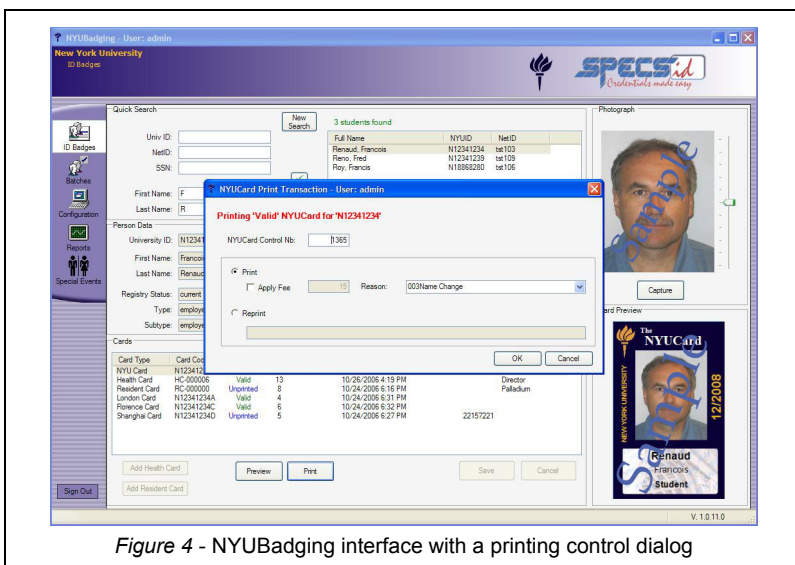 NYUBadging - User: admin
New York University
ID Badges
SPECSid
Credentials made easy
ID Badges
Batches
Configuration
Reports
Special Events
Sign Out
Quick Search
Univ ID:
NetID:
SSN:
First Name: F
Last Name: R
New Search
3 students found
Full Name NYUID NetID
Renaud, Francois N12341234 tst103
Reno, Fred N12341239 tst109
Roy, Francis N18868280 tst106
Person Data
University ID: N12341
First Name: Francoi
Last Name: Renaud
Registry Status: current
Type: employe
Subtype: employe
NYUCard Print Transaction - User: admin
Printing 'Valid' NYUCard for 'N12341234'
NYUCard Control Nb: 1365
Print
Apply Fee 15 Reason: 003Name Change
Reprint
OK Cancel
Cards
Card Type Card Cod
NYU Card N123412
Health Card HC-000006 Valid 13 10/26/2006 4:19 PM Director
Resident Card RC-000000 Unprinted 8 10/24/2006 6:16 PM Palladium
London Card N12341234A Valid 4 10/24/2006 6:31 PM
Florence Card N12341234C Valid 6 10/24/2006 6:32 PM
Shanghai Card N12341234D Unprinted 5 10/24/2006 6:27 PM 22157221
Add Health Card
Add Resident Card
Preview Print Save Cancel
Photograph
Sample
Capture
ard Preview
The
NYUCard
NEW YORK UNIVERSITY
12/2008
Sample
Renaud
Francois
Student
V. 1.0.11.0
Figure 4 - NYUBadging interface with a printing control dialog